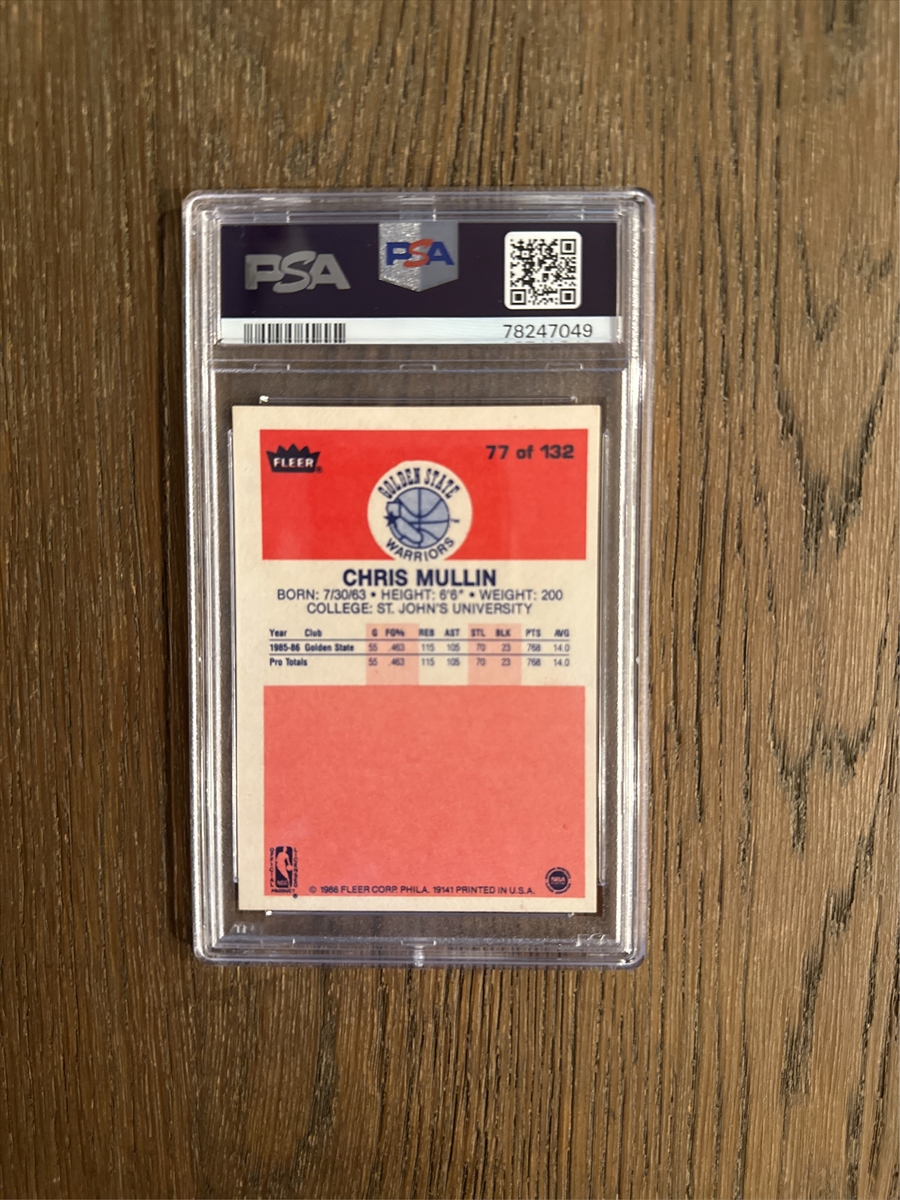 PSA PSA
78247049
FLEER 77 of 132
GOLDEN STATE
WARRIORS
CHRIS MULLIN
BORN: 7/30/63 • HEIGHT: 6'6" • WEIGHT: 200
COLLEGE: ST. JOHN'S UNIVERSITY
Year Club G FG% REB AST STL BLK PTS AVG
1985-86 Golden State 55 .463 115 105 70 23 768 14.0
Pro Totals 55 .463 115 105 70 23 768 14.0
OFFICIAL LICENSED
PRODUCT
© 1986 FLEER CORP. PHILA. 19141 PRINTED IN U.S.A.